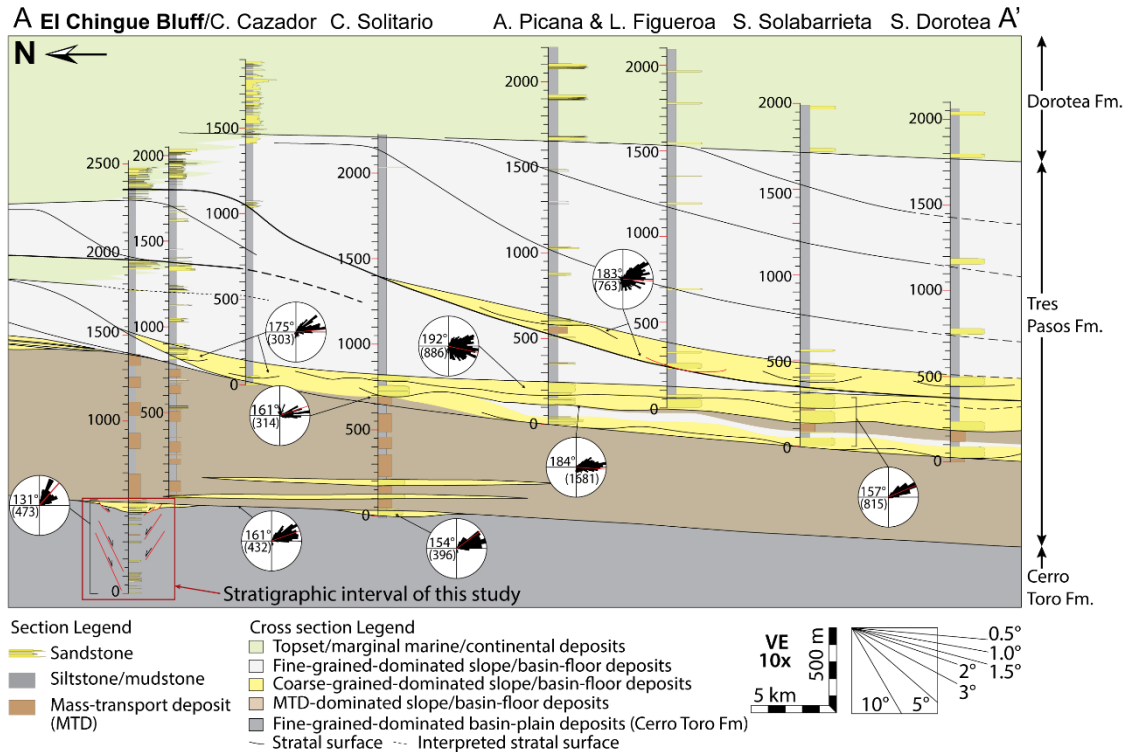 A El Chingue Bluff/C. Cazador C. Solitario A. Picana & L. Figueroa S. Solabarrieta S. Dorotea A’
N
Dorotea Fm.
Tres
Pasos Fm.
Cerro
Toro Fm.
2500
2000
1500
1000
0
2000
1500
1000
500
1500
1000
500
0
2000
1500
1000
500
0
2000
1500
1000
500
0
2000
1500
1000
500
0
2000
1500
1000
500
0
2000
1500
1000
500
0
175°
(303)
192°
(886)
183°
(763)
161°
(314)
184°
(1681)
157°
(815)
131°
(473)
161°
(432)
154°
(396)
Stratigraphic interval of this study
Section Legend
Sandstone
Siltstone/mudstone
Mass-transport deposit
(MTD)
Cross section Legend
Topset/marginal marine/continental deposits
Fine-grained-dominated slope/basin-floor deposits
Coarse-grained-dominated slope/basin-floor deposits
MTD-dominated slope/basin-floor deposits
Fine-grained-dominated basin-plain deposits (Cerro Toro Fm)
Stratal surface Interpreted stratal surface
VE
10x
500 m
5 km
0.5°
1.0°
1.5°
2°
3°
5°
10°